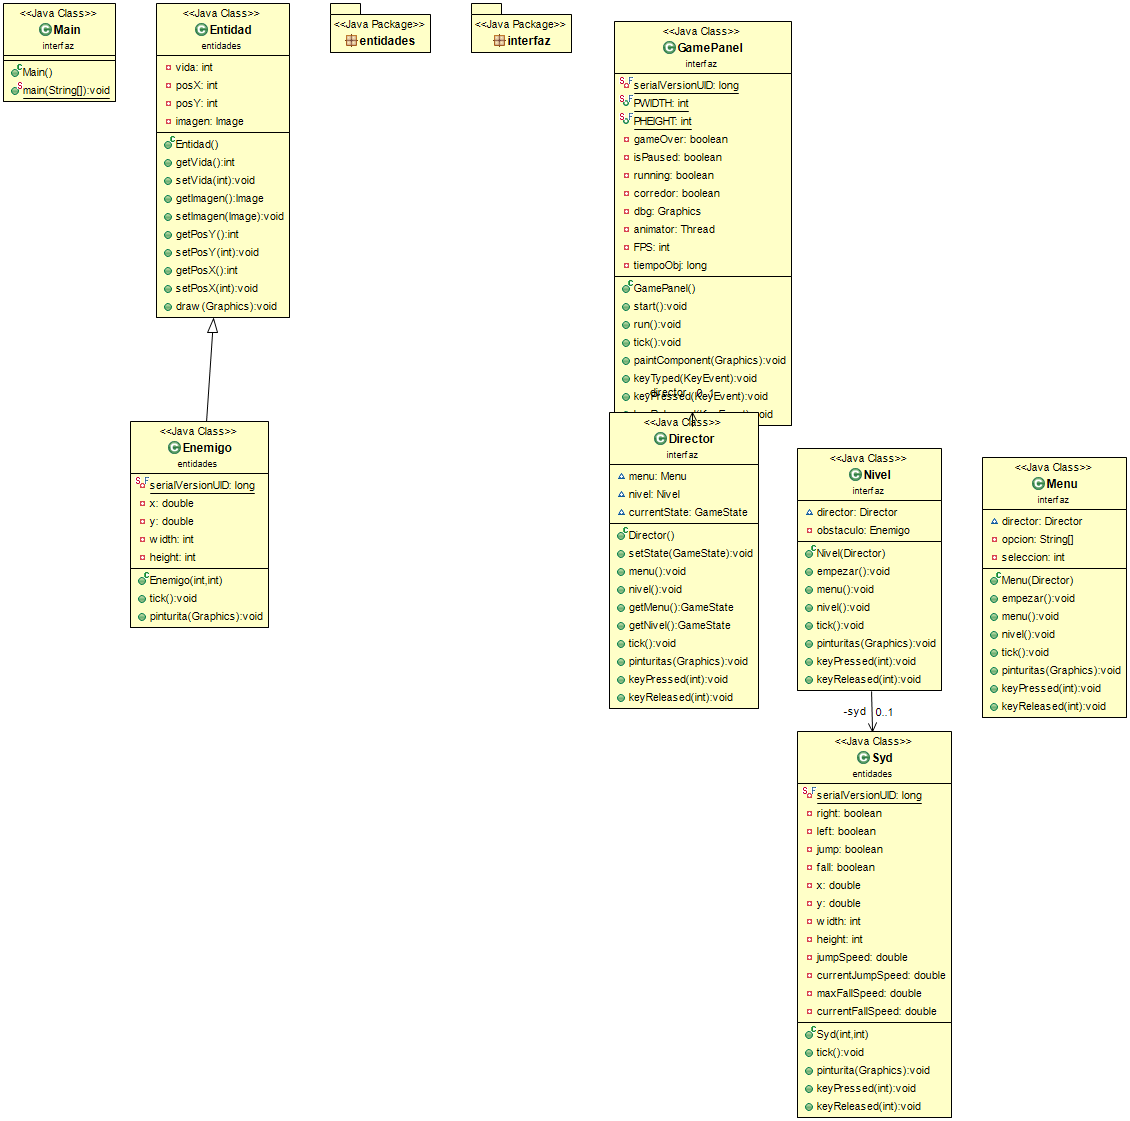 <<Java Class>>
Main
interfaz
Main()
main(String[]):void
<<Java Class>>
Entidad
entidades
vida: int
posX: int
posY: int
imagen: Image
Entidad()
getVida():int
setVida(int):void
getImagen():Image
setImagen(Image):void
getPosY():int
setPosY(int):void
getPosX():int
setPosX(int):void
draw(Graphics):void
<<Java Package>>
entidades
<<Java Package>>
interfaz
<<Java Class>>
GamePanel
interfaz
serialVersionUID: long
PWIDTH: int
PHEIGHT: int
gameOver: boolean
isPaused: boolean
running: boolean
corredor: boolean
dbg: Graphics
animator: Thread
FPS: int
tiempoObj: long
GamePanel()
start():void
run():void
tick():void
paintComponent(Graphics):void
keyTyped(KeyEvent):void
-director 0..1
keyPressed(KeyEvent):void
<<Java Class>>
Enemigo
entidades
serialVersionUID: long
x: double
y: double
width: int
height: int
Enemigo(int,int)
tick():void
pinturita(Graphics):void
<<Java Class>>
Director
interfaz
menu: Menu
nivel: Nivel
currentState: GameState
Director()
setState(GameState):void
menu():void
nivel():void
getMenu():GameState
getNivel():GameState
tick():void
pinturitas(Graphics):void
keyPressed(int):void
keyReleased(int):void
<<Java Class>>
Nivel
interfaz
director: Director
obstaculo: Enemigo
Nivel(Director)
empezar():void
menu():void
nivel():void
tick():void
pinturitas(Graphics):void
keyPressed(int):void
keyReleased(int):void
<<Java Class>>
Menu
interfaz
director: Director
opcion: String[]
seleccion: int
Menu(Director)
empezar():void
menu():void
nivel():void
tick():void
pinturitas(Graphics):void
keyPressed(int):void
keyReleased(int):void
-syd 0..1
<<Java Class>>
Syd
entidades
serialVersionUID: long
right: boolean
left: boolean
jump: boolean
fall: boolean
x: double
y: double
width: int
height: int
jumpSpeed: double
currentJumpSpeed: double
maxFallSpeed: double
currentFallSpeed: double
Syd(int,int)
tick():void
pinturita(Graphics):void
keyPressed(int):void
keyReleased(int):void